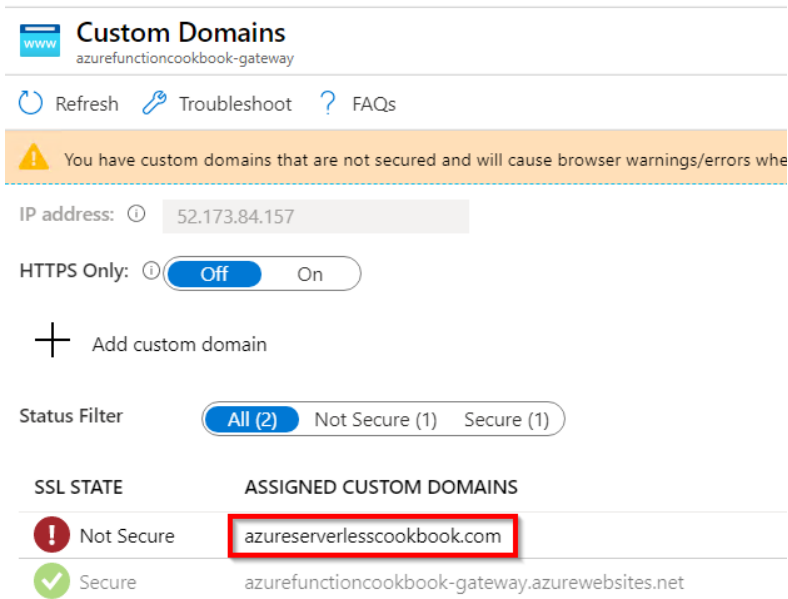 www
Custom Domains
azurefunctioncookbook-gateway
Refresh Troubleshoot ? FAQs
You have custom domains that are not secured and will cause browser warnings/errors whe
IP address: 52.173.84.157
HTTPS Only: Off On
Add custom domain
Status Filter All (2) Not Secure (1) Secure (1)
SSL STATE ASSIGNED CUSTOM DOMAINS
Not Secure azureserverlesscookbook.com
Secure azurefunctioncookbook-gateway.azurewebsites.net